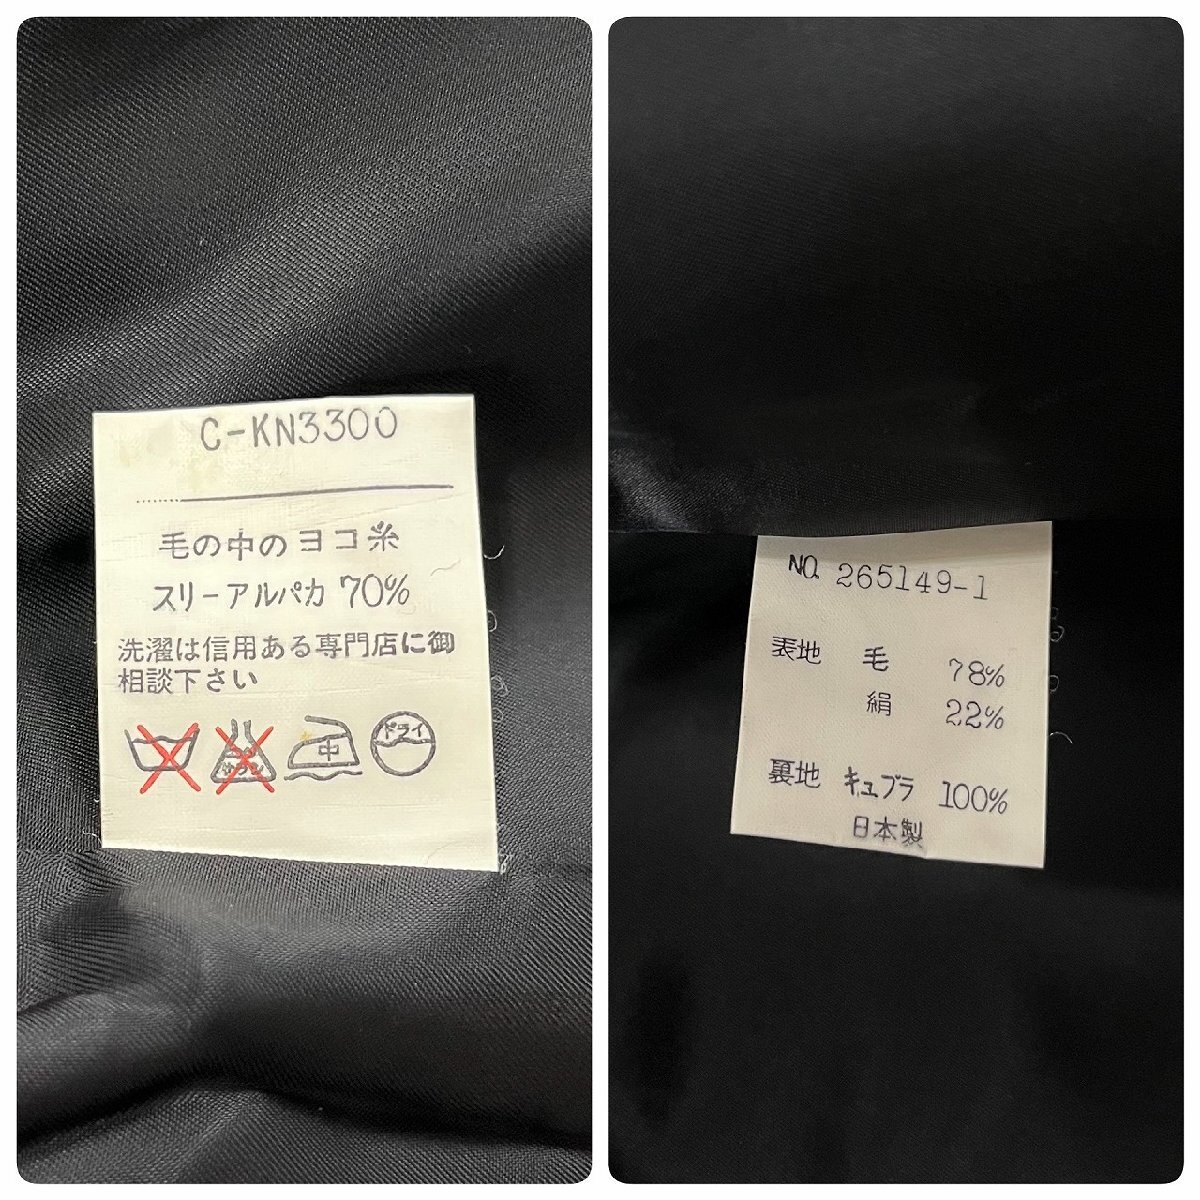 C-KN3300
毛の中のヨコ糸
スリーアルパカ 70%
洗濯は信用ある専門店に御
相談下さい
中
ドライ
NO. 265149-1
表地 毛 78%
絹 22%
裏地 キュプラ 100%
日本製